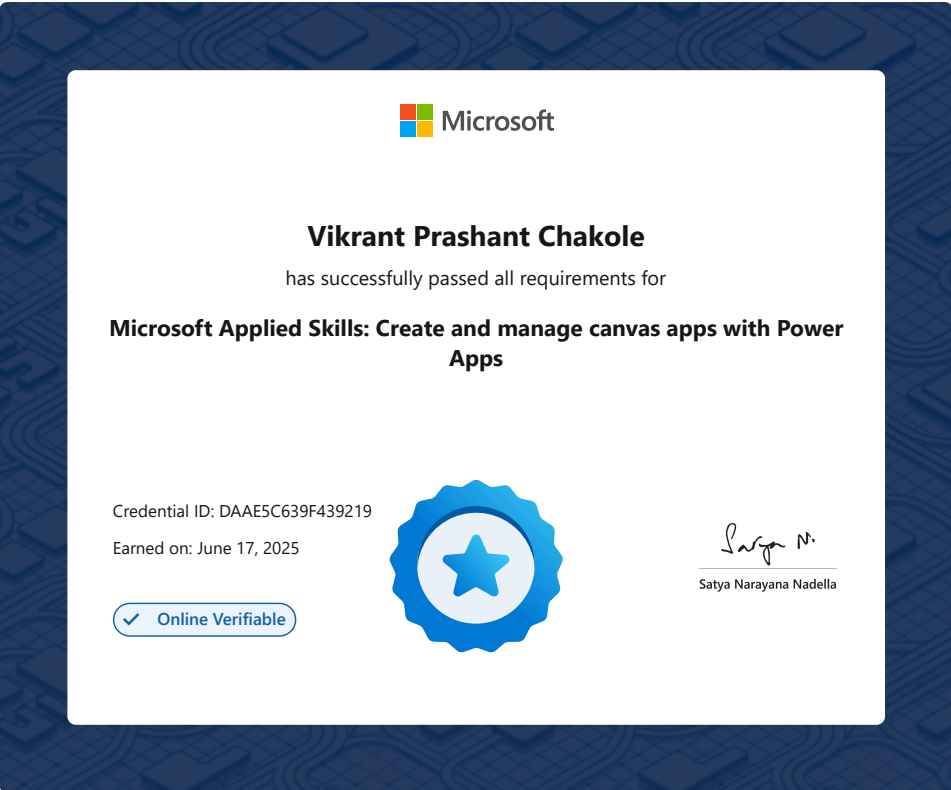 Microsoft
Vikrant Prashant Chakole
has successfully passed all requirements for
Microsoft Applied Skills: Create and manage canvas apps with Power
Apps
Credential ID: DAAE5C639F439219
Earned on: June 17, 2025
Online Verifiable
Satya N.
Satya Narayana Nadella